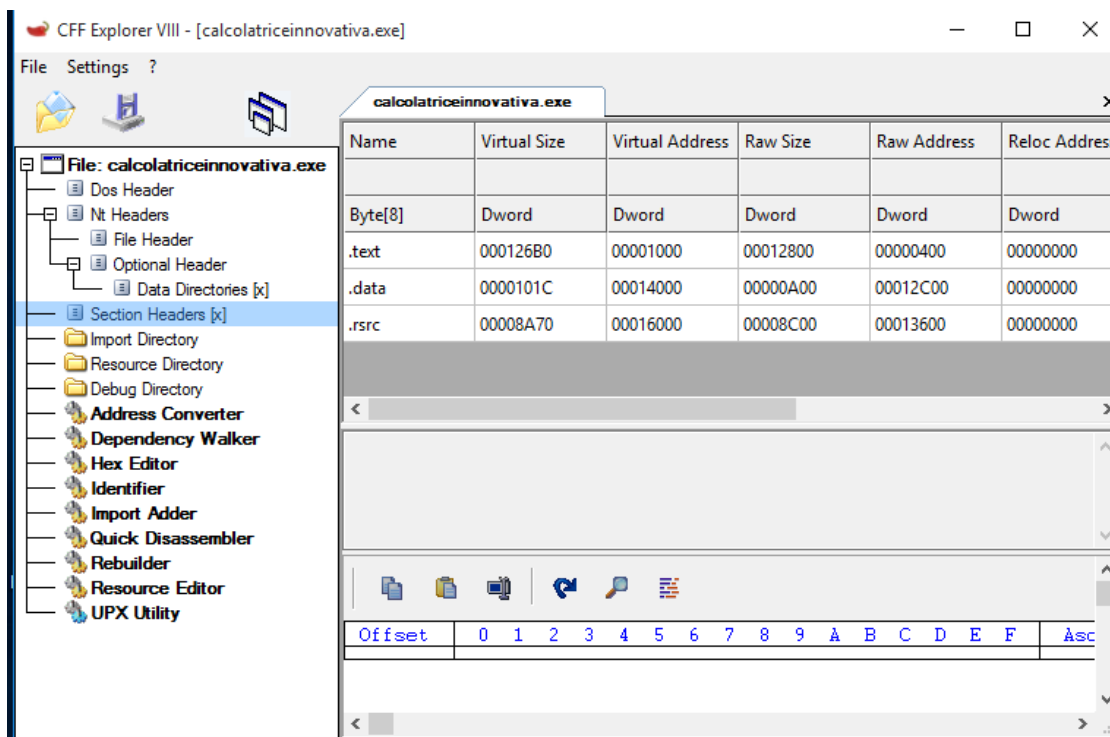 CFF Explorer VIII - [calcolatriceinnovativa.exe]
File Settings ?
calcolatriceinnovativa.exe
File: calcolatriceinnovativa.exe
Dos Header
Nt Headers
File Header
Optional Header
Data Directories [x]
Section Headers [x]
Import Directory
Resource Directory
Debug Directory
Address Converter
Dependency Walker
Hex Editor
Identifier
Import Adder
Quick Disassembler
Rebuilder
Resource Editor
UPX Utility
Name Virtual Size Virtual Address Raw Size Raw Address Reloc Addres
Byte[8] Dword Dword Dword Dword Dword
.text 000126B0 00001000 00012800 00000400 00000000
.data 0000101C 00014000 00000A00 00012C00 00000000
.rsrc 00008A70 00016000 00008C00 00013600 00000000
Offset 0 1 2 3 4 5 6 7 8 9 A B C D E F Asc